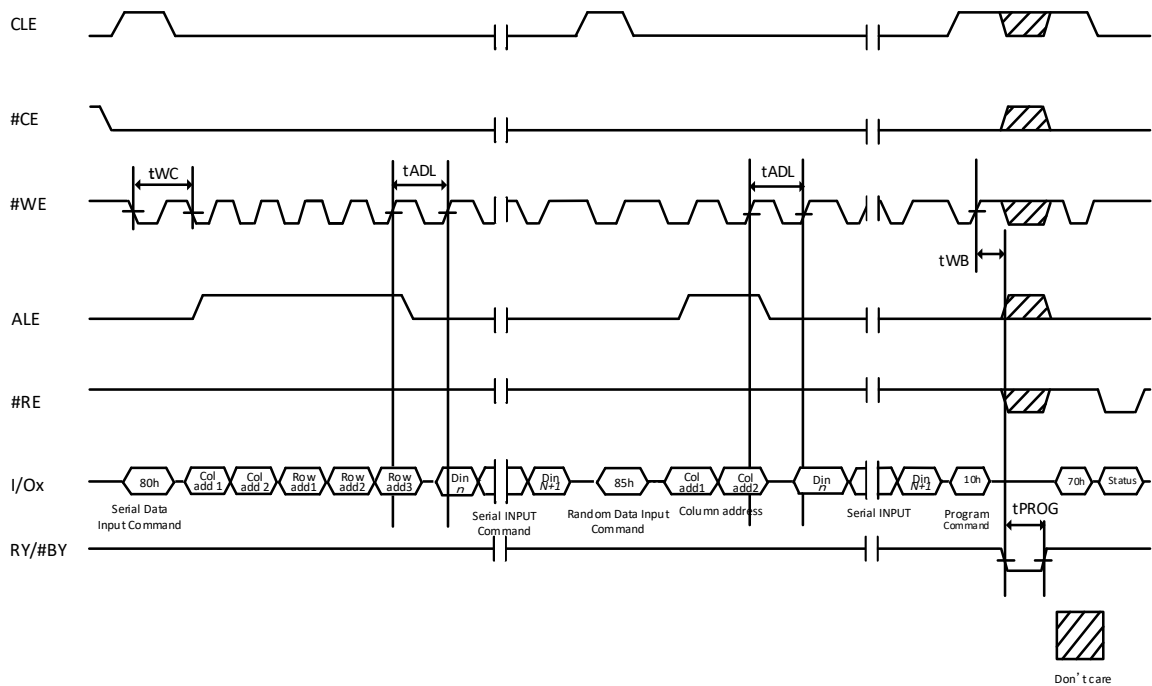 CLE
#CE
tWC
tADL
tADL
#WE
tWB
ALE
#RE
I/Ox
80h
Col add 1
Col add 2
Row add1
Row add2
Row add3
Din n
Din N+1
85h
Col add1
Col add2
Din n
Din N+1
10h
70h
Status
Serial Data
Input Command
Serial INPUT
Command
Random Data Input
Command
Column address
Serial INPUT
Program
Command
tPROG
RY/#BY
Don't care